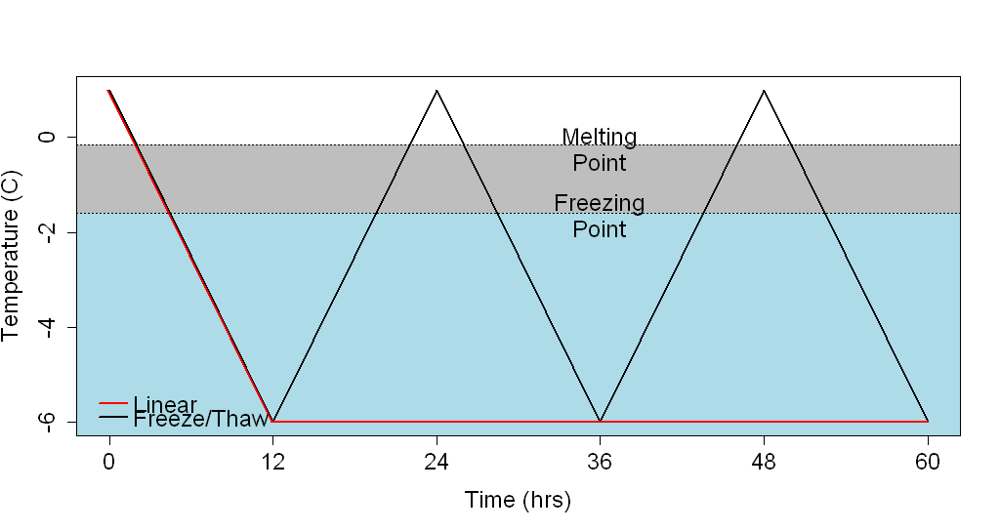 Melting
Point
Freezing
Point
Temperature (C)
0
-2
-4
-6
Linear
Freeze/Thaw
0 12 24 36 48 60
Time (hrs)